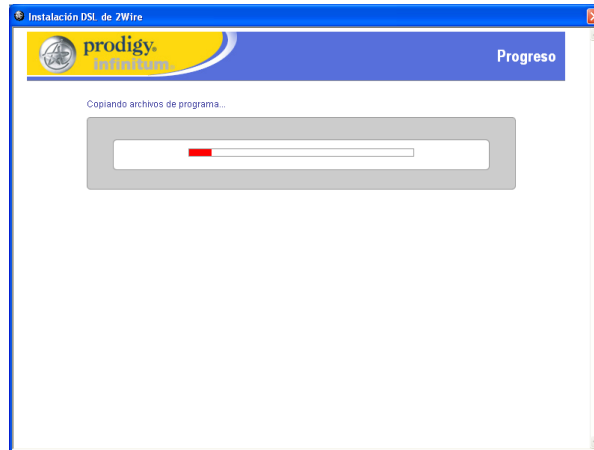 Instalación DSL de 2Wire
prodigy.
Infinitum.
Progreso
Copiando archivos de programa...